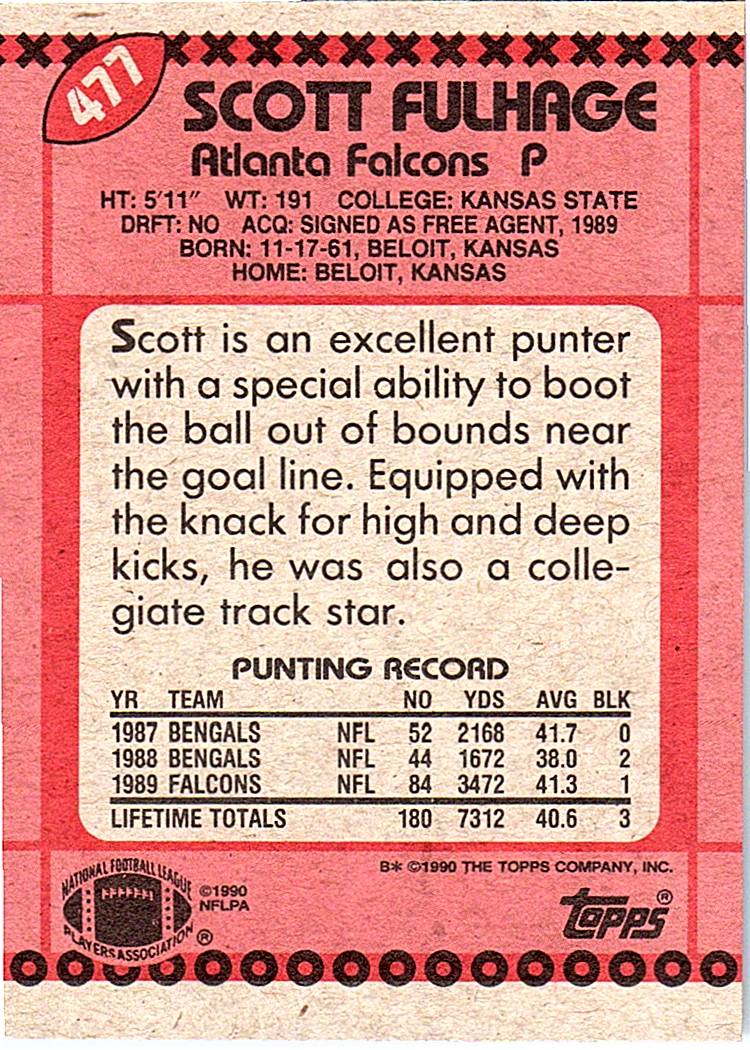 477
SCOTT FULHAGE
Atlanta Falcons P
HT: 5'11" WT: 191 COLLEGE: KANSAS STATE
DRFT: NO ACQ: SIGNED AS FREE AGENT, 1989
BORN: 11-17-61, BELOIT, KANSAS
HOME: BELOIT, KANSAS
Scott is an excellent punter
with a special ability to boot
the ball out of bounds near
the goal line. Equipped with
the knack for high and deep
kicks, he was also a colle-
giate track star.
PUNTING RECORD
YR TEAM NO YDS AVG BLK
1987 BENGALS NFL 52 2168 41.7 0
1988 BENGALS NFL 44 1672 38.0 2
1989 FALCONS NFL 84 3472 41.3 1
LIFETIME TOTALS 180 7312 40.6 3
B* ©1990 THE TOPPS COMPANY, INC.
NATIONAL FOOTBALL LEAGUE
PLAYERS ASSOCIATION ®
©1990
NFLPA
topps ®